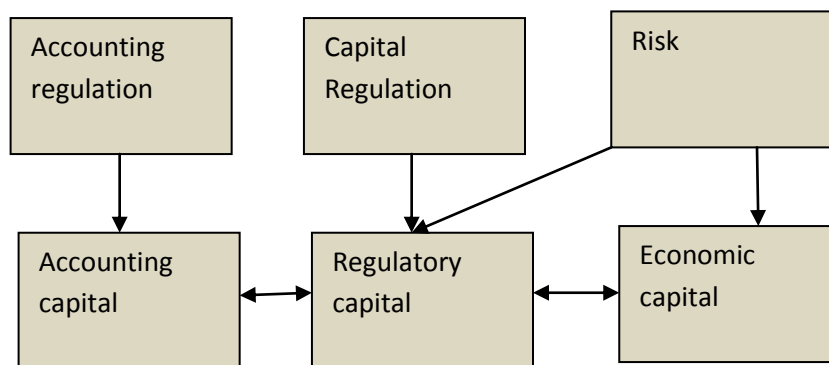 Accounting
regulation
Capital
Regulation
Risk
Accounting
capital
Regulatory
capital
Economic
capital